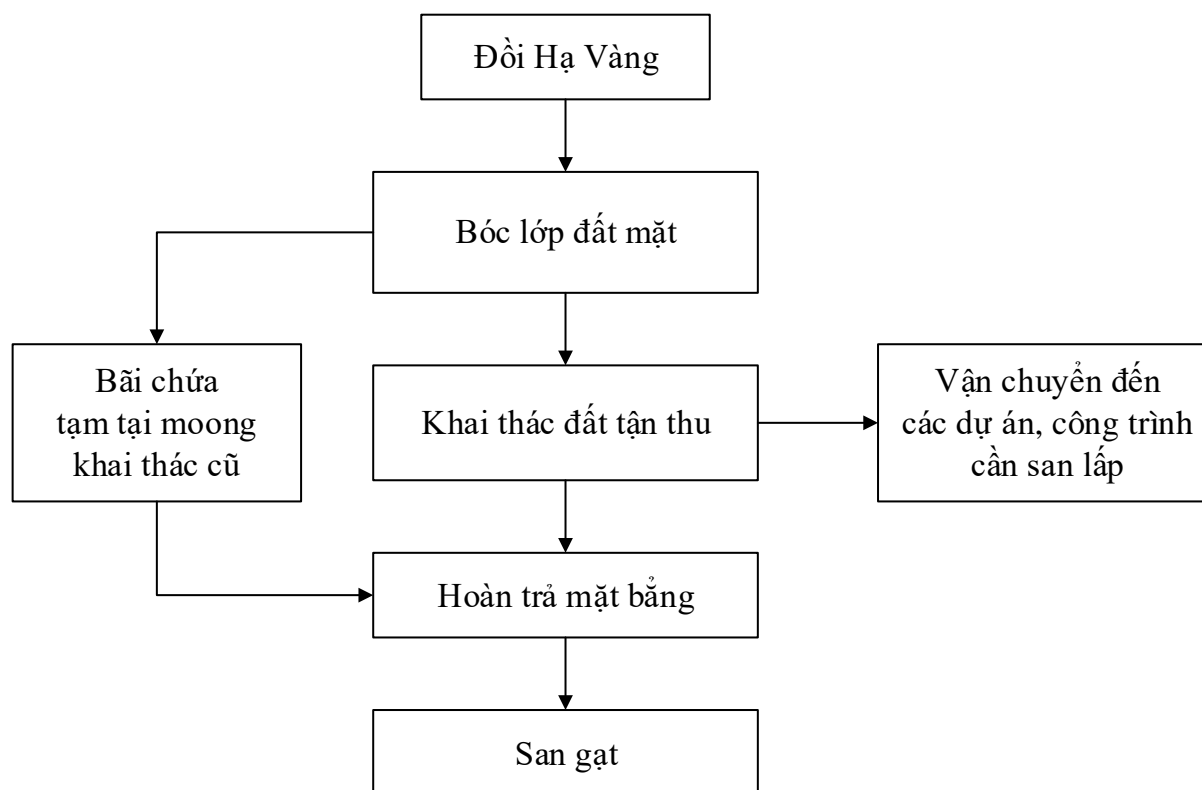 Đồi Hạ Vàng
Bóc lớp đất mặt
Bãi chứa
tạm tại moong
khai thác cũ
Khai thác đất tận thu
Vận chuyển đến
các dự án, công trình
cần san lấp
Hoàn trả mặt bẳng
San gạt